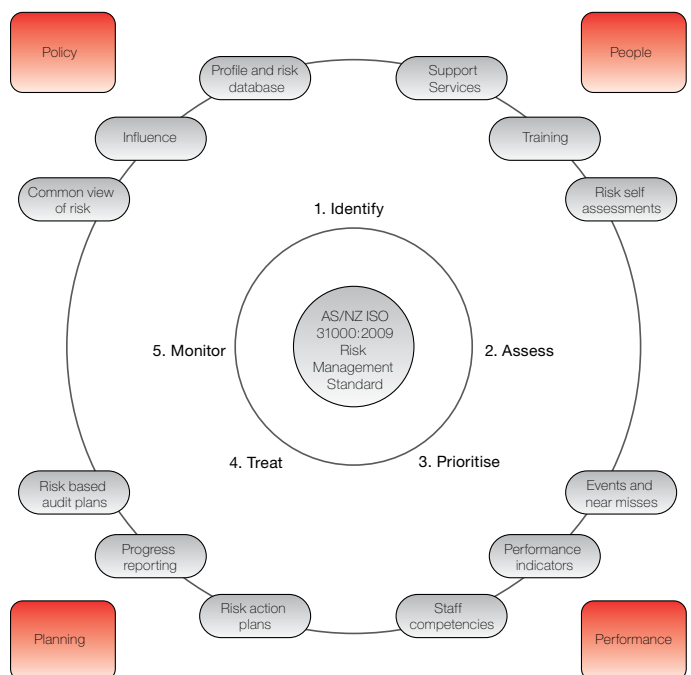 Policy
People
Profile and risk
database
Support
Services
Influence
Training
Common view
of risk
Risk self
assessments
1. Identify
AS/NZ ISO
31000:2009
Risk
Management
Standard
5. Monitor
2. Assess
4. Treat
3. Prioritise
Risk based
audit plans
Events and
near misses
Progress
reporting
Performance
indicators
Risk action
plans
Staff
competencies
Planning
Performance